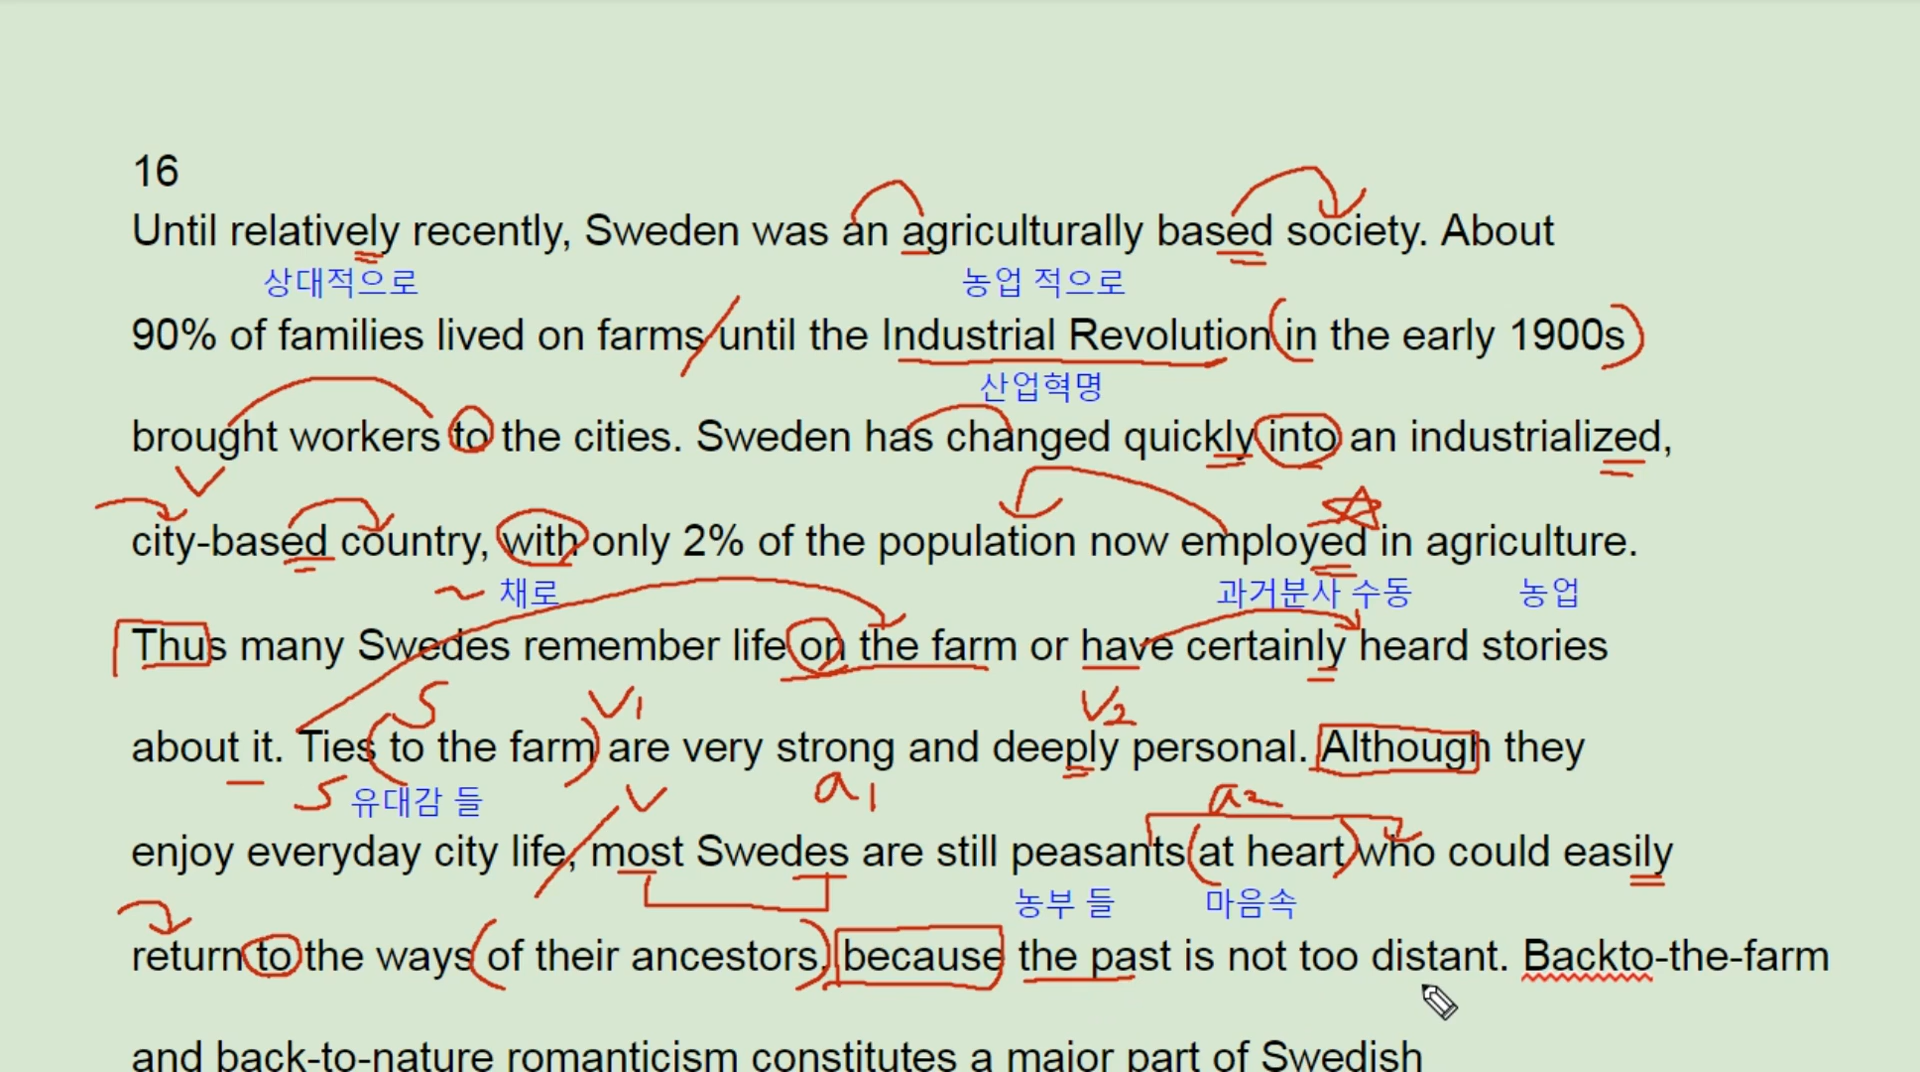 16
Until relatively recently, Sweden was an agriculturally based society. About
상대적으로 농업 적으로
90% of families lived on farms until the Industrial Revolution in the early 1900s
산업혁명
brought workers to the cities. Sweden has changed quickly into an industrialized,
V
city-based country, with only 2% of the population now employed in agriculture.
~ 채로 과거분사 수동 농업
Thus many Swedes remember life on the farm or have certainly heard stories
S V1 V2
about it. Ties to the farm are very strong and deeply personal. Although they
S 유대감 들 V a1 a2
enjoy everyday city life, most Swedes are still peasants at heart who could easily
농부 들 마음속
return to the ways of their ancestors, because the past is not too distant. Backto-the-farm
and back-to-nature romanticism constitutes a major part of Swedish